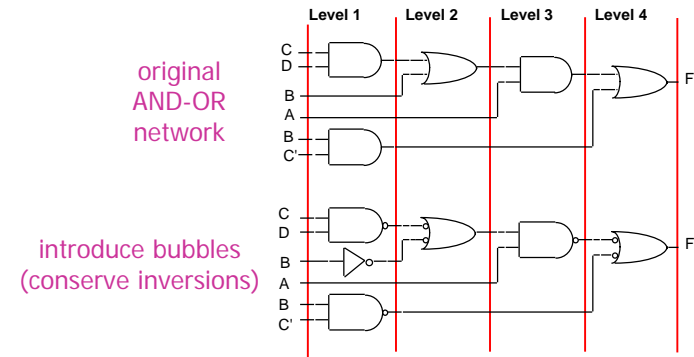 Level 1 Level 2 Level 3 Level 4
original
AND-OR
network
C
D
B
A
B
C'
F
introduce bubbles
(conserve inversions)
C
D
B
A
B
C'
F